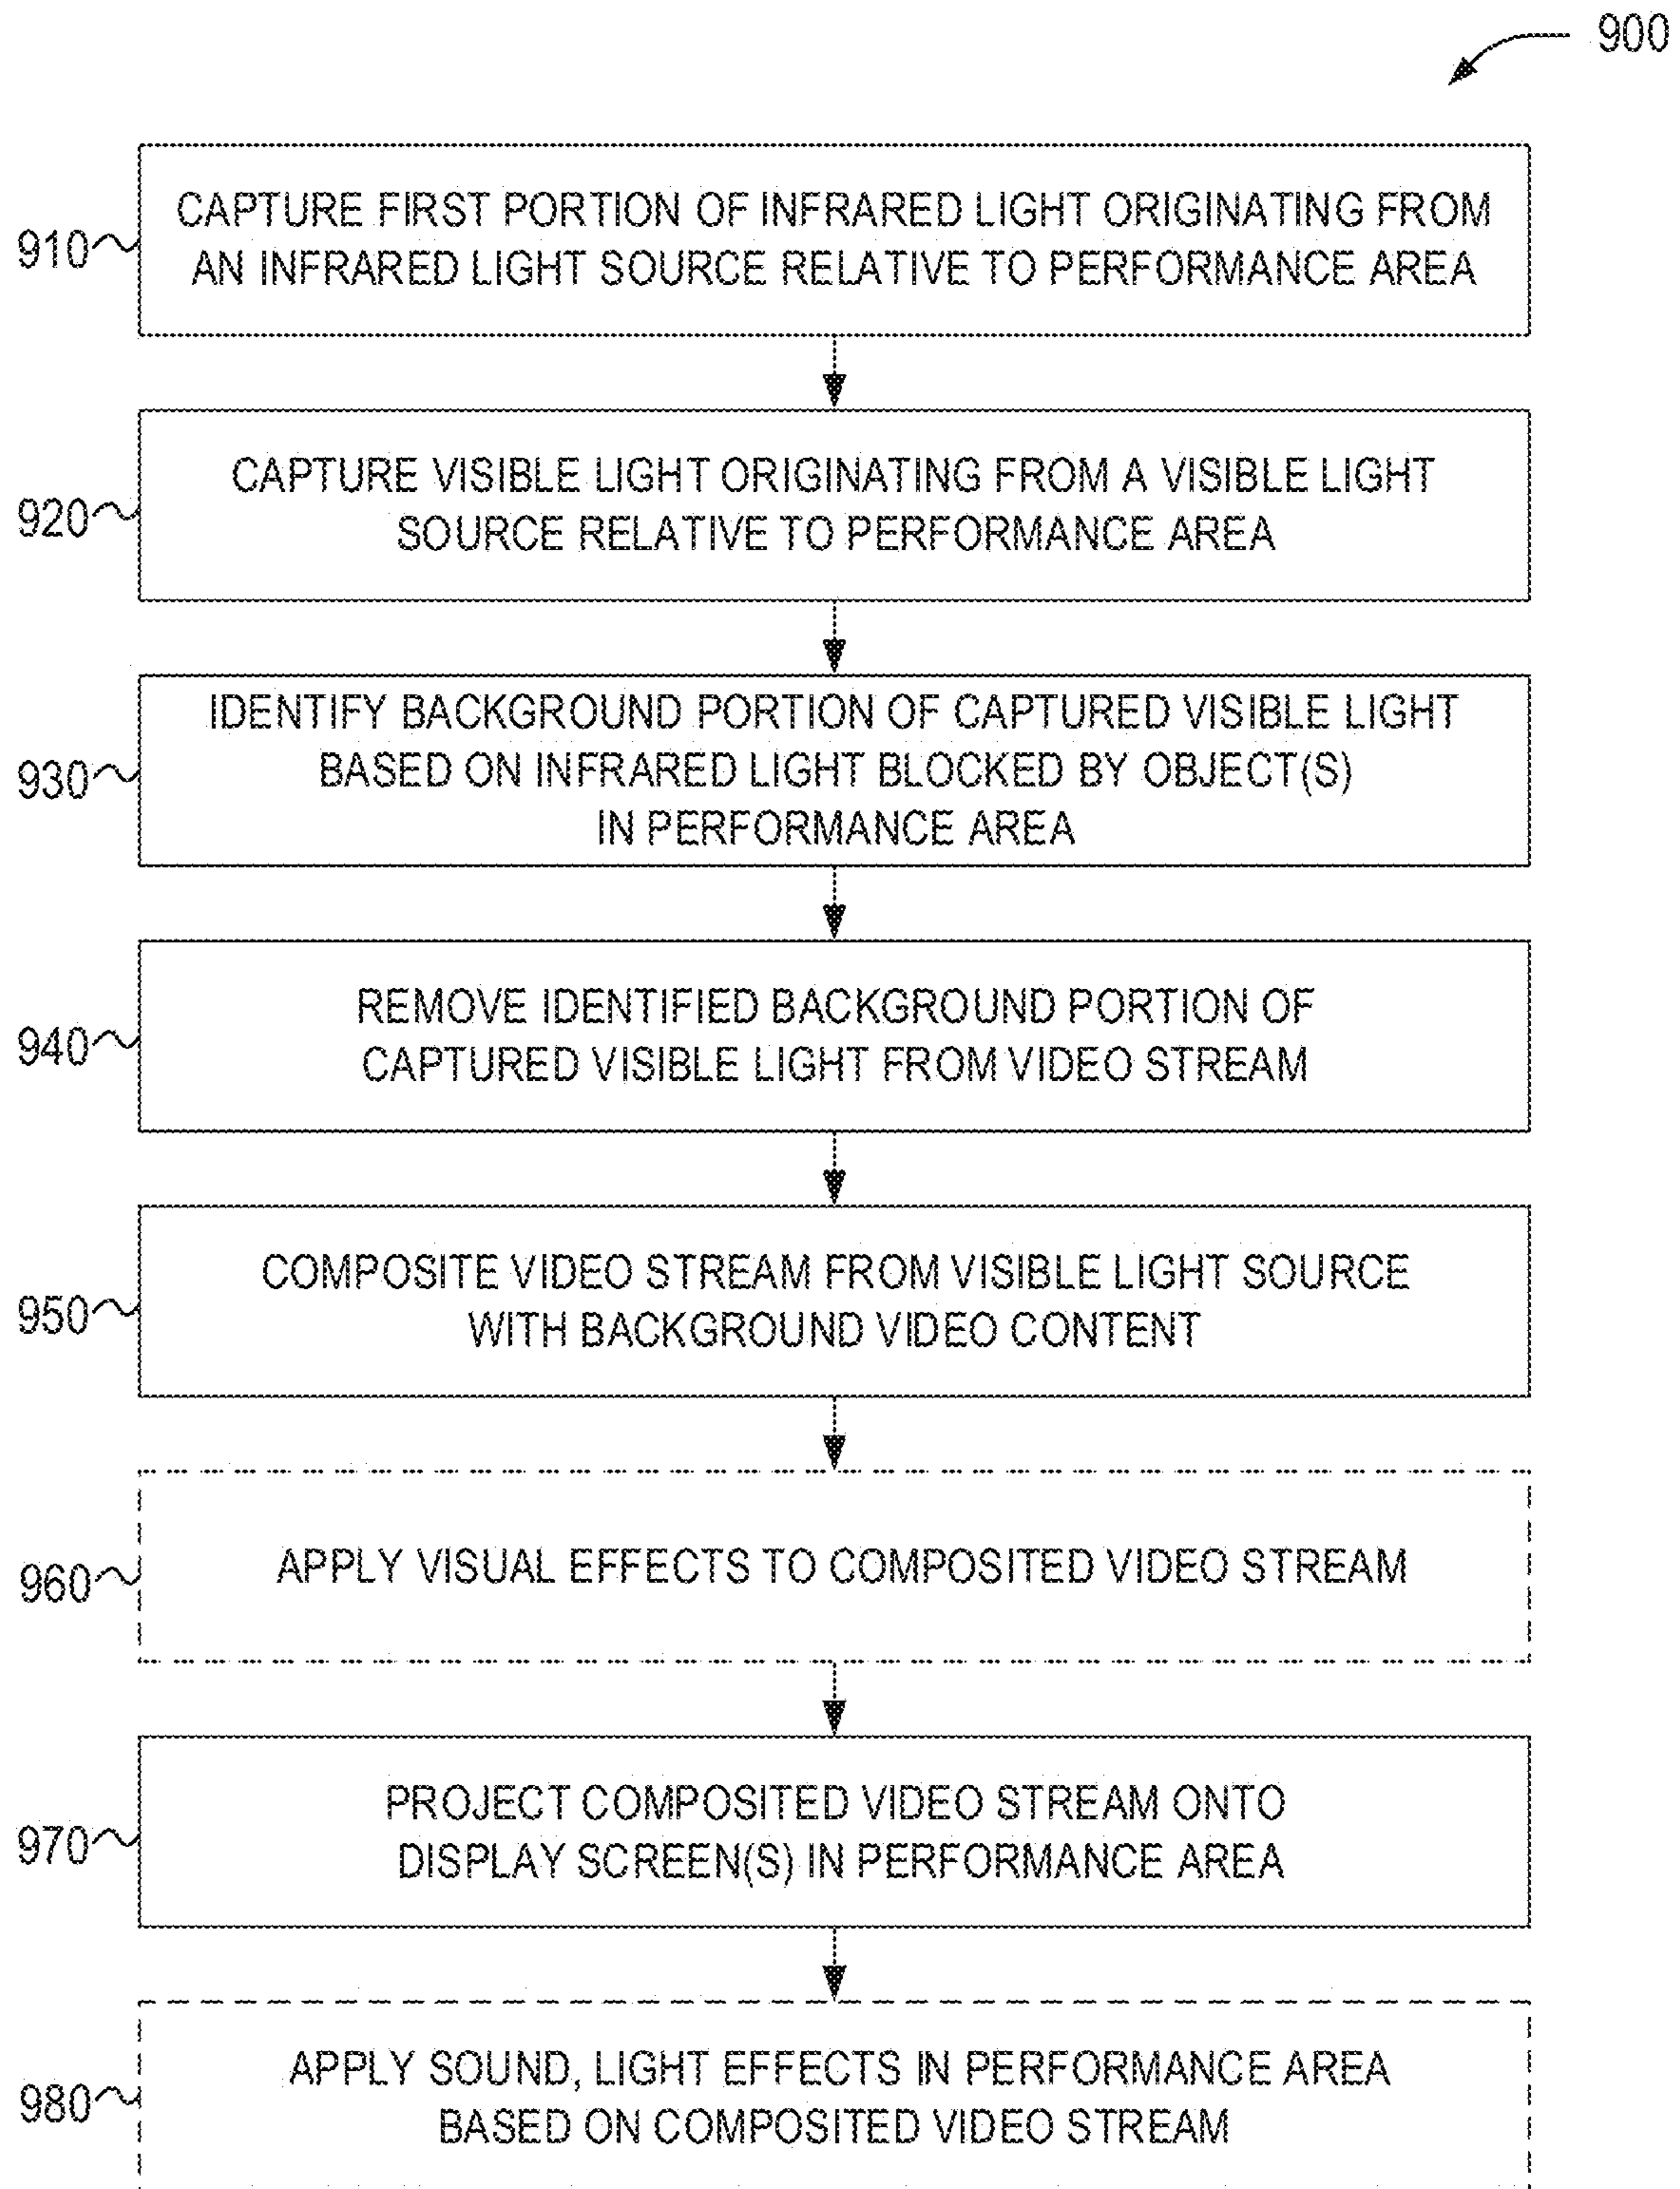 900
910
CAPTURE FIRST PORTION OF INFRARED LIGHT ORIGINATING FROM
AN INFRARED LIGHT SOURCE RELATIVE TO PERFORMANCE AREA
920
CAPTURE VISIBLE LIGHT ORIGINATING FROM A VISIBLE LIGHT
SOURCE RELATIVE TO PERFORMANCE AREA
930
IDENTIFY BACKGROUND PORTION OF CAPTURED VISIBLE LIGHT
BASED ON INFRARED LIGHT BLOCKED BY OBJECT(S)
IN PERFORMANCE AREA
940
REMOVE IDENTIFIED BACKGROUND PORTION OF
CAPTURED VISIBLE LIGHT FROM VIDEO STREAM
950
COMPOSITE VIDEO STREAM FROM VISIBLE LIGHT SOURCE
WITH BACKGROUND VIDEO CONTENT
960
APPLY VISUAL EFFECTS TO COMPOSITED VIDEO STREAM
970
PROJECT COMPOSITED VIDEO STREAM ONTO
DISPLAY SCREEN(S) IN PERFORMANCE AREA
980
APPLY SOUND, LIGHT EFFECTS IN PERFORMANCE AREA
BASED ON COMPOSITED VIDEO STREAM